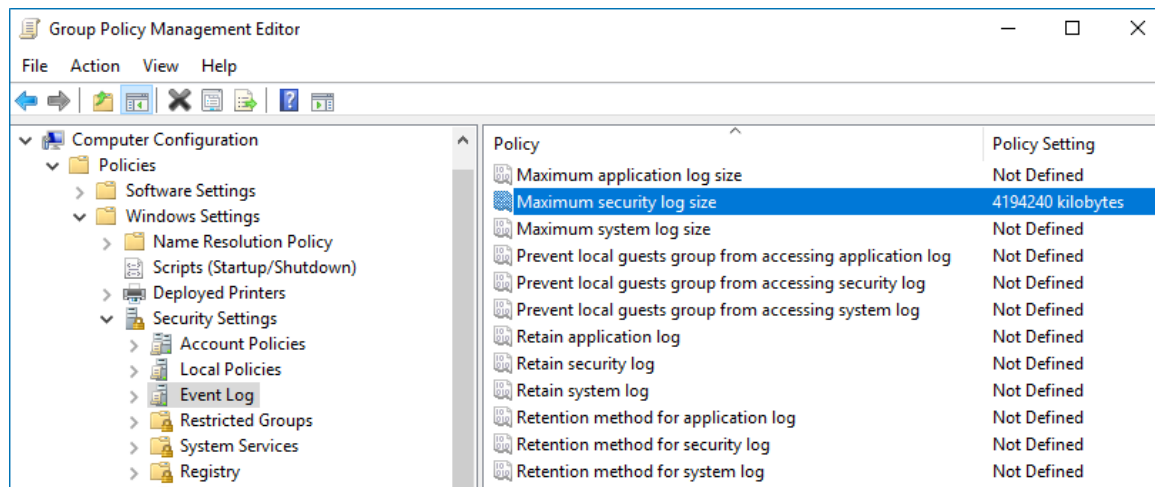 Group Policy Management Editor
File Action View Help
Computer Configuration
Policies
Software Settings
Windows Settings
Name Resolution Policy
Scripts (Startup/Shutdown)
Deployed Printers
Security Settings
Account Policies
Local Policies
Event Log
Restricted Groups
System Services
Registry
Policy Policy Setting
Maximum application log size Not Defined
Maximum security log size 4194240 kilobytes
Maximum system log size Not Defined
Prevent local guests group from accessing application log Not Defined
Prevent local guests group from accessing security log Not Defined
Prevent local guests group from accessing system log Not Defined
Retain application log Not Defined
Retain security log Not Defined
Retain system log Not Defined
Retention method for application log Not Defined
Retention method for security log Not Defined
Retention method for system log Not Defined